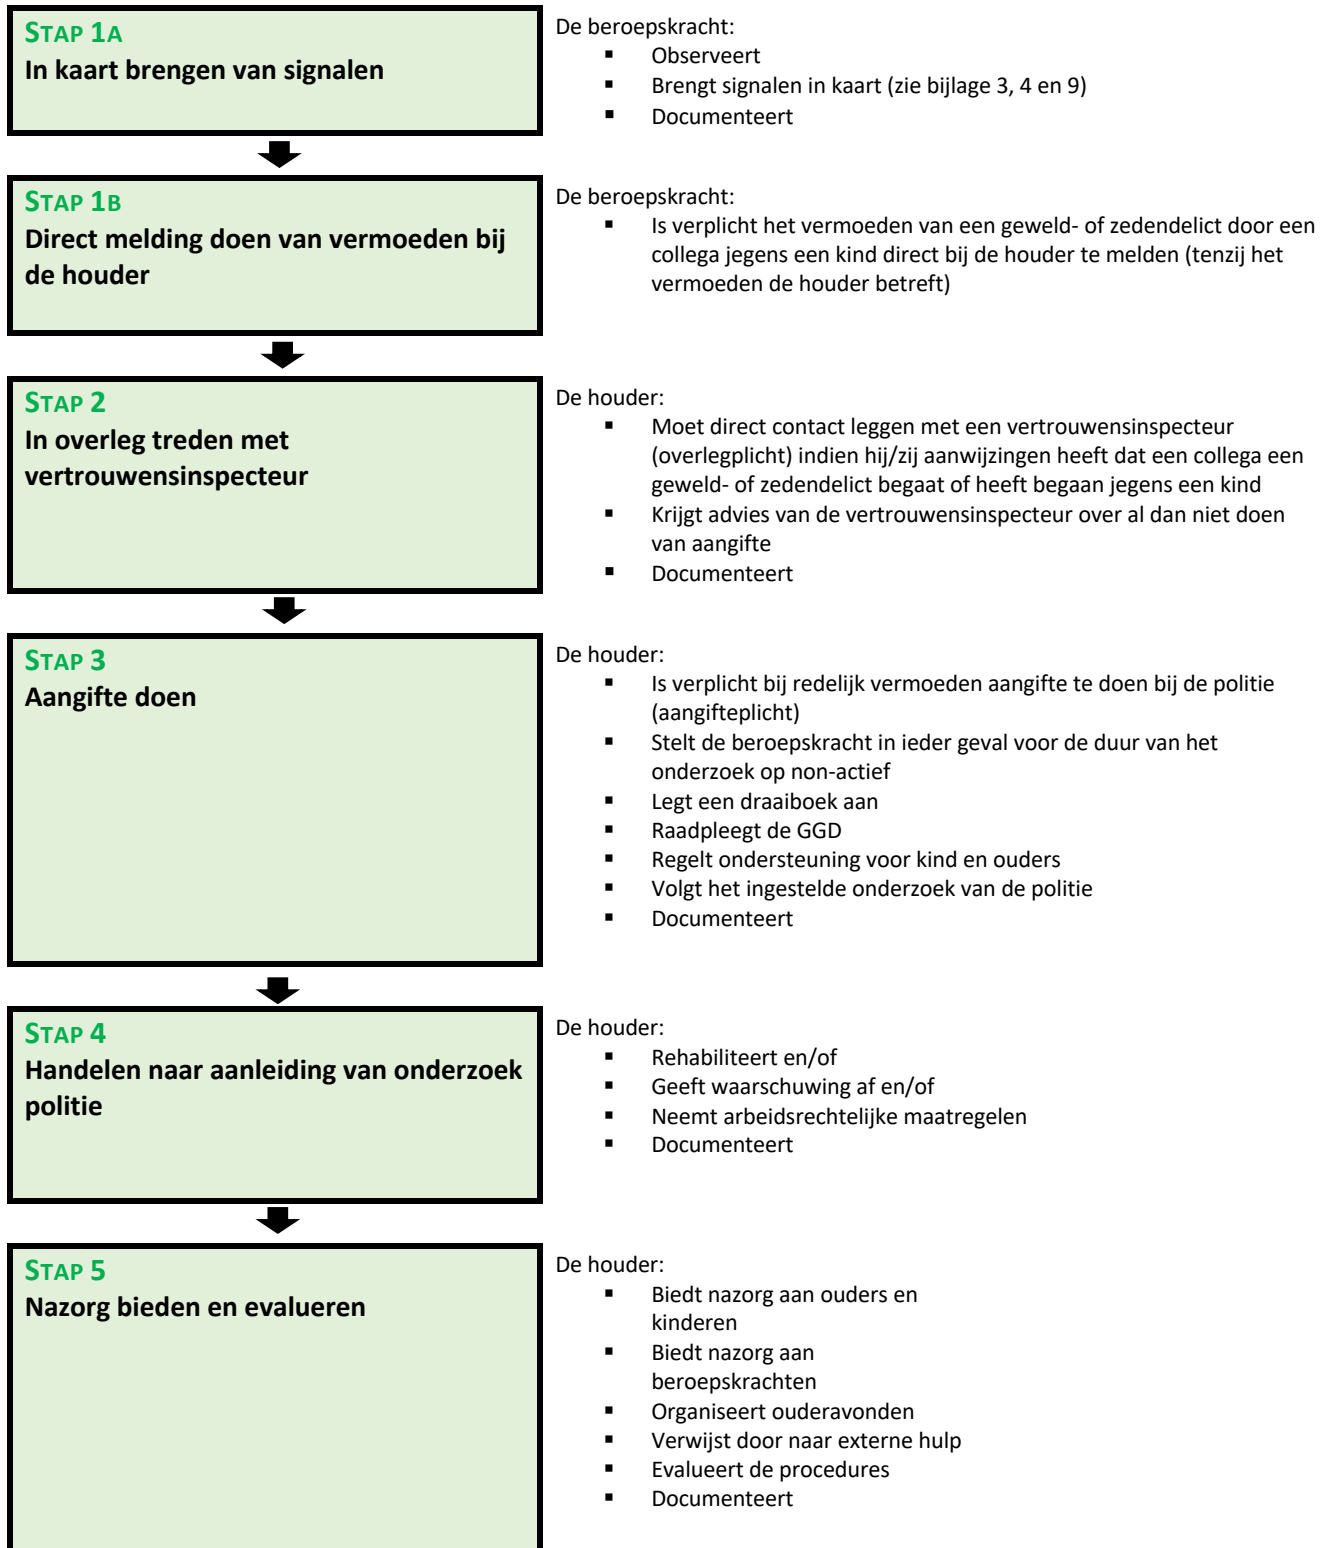 STAP 1A
In kaart brengen van signalen
De beroepskracht:
▪ Observeert
▪ Brengt signalen in kaart (zie bijlage 3, 4 en 9)
▪ Documenteert
STAP 1B
Direct melding doen van vermoeden bij
de houder
De beroepskracht:
▪ Is verplicht het vermoeden van een geweld- of zedendelict door een
collega jegens een kind direct bij de houder te melden (tenzij het
vermoeden de houder betreft)
STAP 2
In overleg treden met
vertrouwensinspecteur
De houder:
▪ Moet direct contact leggen met een vertrouwensinspecteur
(overlegplicht) indien hij/zij aanwijzingen heeft dat een collega een
geweld- of zedendelict begaat of heeft begaan jegens een kind
▪ Krijgt advies van de vertrouwensinspecteur over al dan niet doen
van aangifte
▪ Documenteert
STAP 3
Aangifte doen
De houder:
▪ Is verplicht bij redelijk vermoeden aangifte te doen bij de politie
(aangifteplicht)
▪ Stelt de beroepskracht in ieder geval voor de duur van het
onderzoek op non-actief
▪ Legt een draaiboek aan
▪ Raadpleegt de GGD
▪ Regelt ondersteuning voor kind en ouders
▪ Volgt het ingestelde onderzoek van de politie
▪ Documenteert
STAP 4
Handelen naar aanleiding van onderzoek
politie
De houder:
▪ Rehabiliteert en/of
▪ Geeft waarschuwing af en/of
▪ Neemt arbeidsrechtelijke maatregelen
▪ Documenteert
STAP 5
Nazorg bieden en evalueren
De houder:
▪ Biedt nazorg aan ouders en
kinderen
▪ Biedt nazorg aan
beroepskrachten
▪ Organiseert ouderavonden
▪ Verwijst door naar externe hulp
▪ Evalueert de procedures
▪ Documenteert